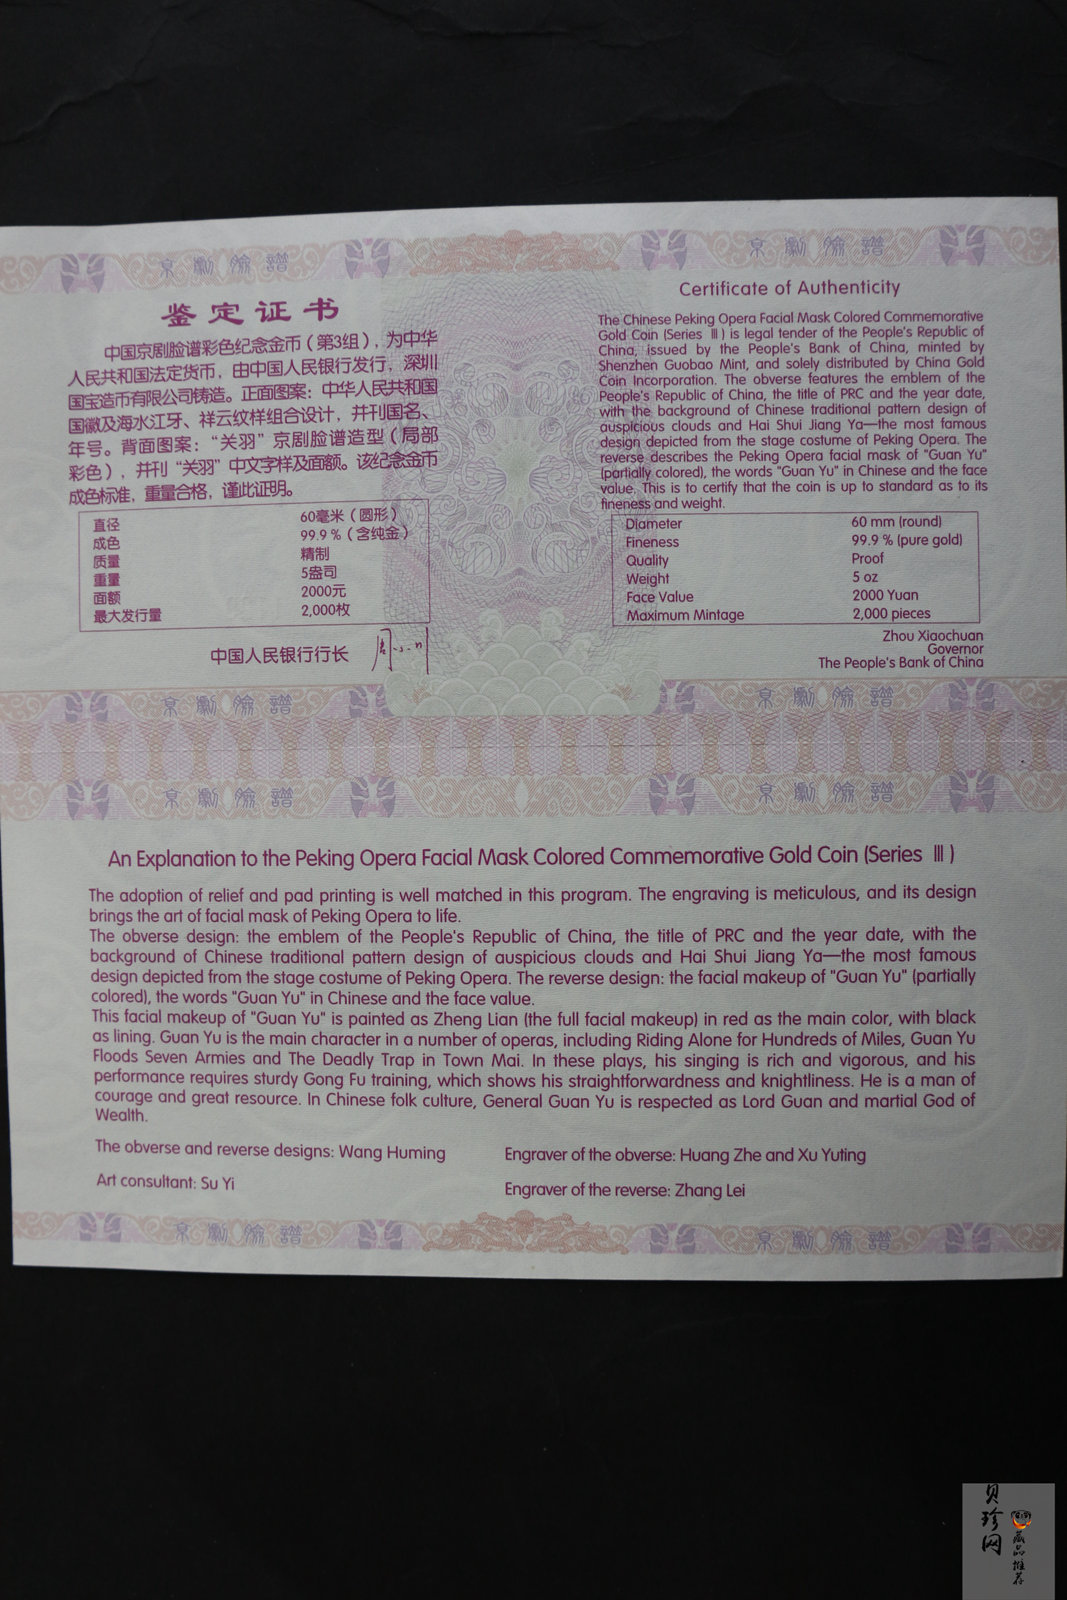 京剧脸谱
京剧脸谱
鉴定证书
中国京剧脸谱彩色纪念金币（第3组），为中华
人民共和国法定货币，由中国人民银行发行，深圳
国宝造币有限公司铸造。正面图案：中华人民共和国
国徽及海水江牙、祥云纹样组合设计，并刊国名、
年号。背面图案：“关羽”京剧脸谱造型（局部
彩色），并刊“关羽”中文字样及面额。该纪念金币
成色标准，重量合格，谨此证明。
直径 60毫米（圆形）
成色 99.9 %（含纯金）
质量 精制
重量 5盎司
面额 2000元
最大发行量 2,000枚
中国人民银行行长
Certificate of Authenticity
The Chinese Peking Opera Facial Mask Colored Commemorative
Gold Coin (Series Ⅲ) is legal tender of the People's Republic of
China, issued by the People's Bank of China, minted by
Shenzhen Guobao Mint, and solely distributed by China Gold
Coin Incorporation. The obverse features the emblem of the
People's Republic of China, the title of PRC and the year date,
with the background of Chinese traditional pattern design of
auspicious clouds and Hai Shui Jiang Ya—the most famous
design depicted from the stage costume of Peking Opera. The
reverse describes the Peking Opera facial mask of "Guan Yu"
(partially colored), the words "Guan Yu" in Chinese and the face
value. This is to certify that the coin is up to standard as to its
fineness and weight.
Diameter 60 mm (round)
Fineness 99.9 % (pure gold)
Quality Proof
Weight 5 oz
Face Value 2000 Yuan
Maximum Mintage 2,000 pieces
Zhou Xiaochuan
Governor
The People's Bank of China
京劇臉譜
京劇臉譜
京劇臉譜
京劇臉譜
An Explanation to the Peking Opera Facial Mask Colored Commemorative Gold Coin (Series Ⅲ)
The adoption of relief and pad printing is well matched in this program. The engraving is meticulous, and its design
brings the art of facial mask of Peking Opera to life.
The obverse design: the emblem of the People's Republic of China, the title of PRC and the year date, with the
background of Chinese traditional pattern design of auspicious clouds and Hai Shui Jiang Ya—the most famous
design depicted from the stage costume of Peking Opera. The reverse design: the facial makeup of "Guan Yu" (partially
colored), the words "Guan Yu" in Chinese and the face value.
This facial makeup of "Guan Yu" is painted as Zheng Lian (the full facial makeup) in red as the main color, with black
as lining. Guan Yu is the main character in a number of operas, including Riding Alone for Hundreds of Miles, Guan Yu
Floods Seven Armies and The Deadly Trap in Town Mai. In these plays, his singing is rich and vigorous, and his
performance requires sturdy Gong Fu training, which shows his straightforwardness and knightliness. He is a man of
courage and great resource. In Chinese folk culture, General Guan Yu is respected as Lord Guan and martial God of
Wealth.
The obverse and reverse designs: Wang Huming
Engraver of the obverse: Huang Zhe and Xu Yuting
Art consultant: Su Yi
Engraver of the reverse: Zhang Lei
京劇臉譜
京劇臉譜
贝珍网
藏品推荐